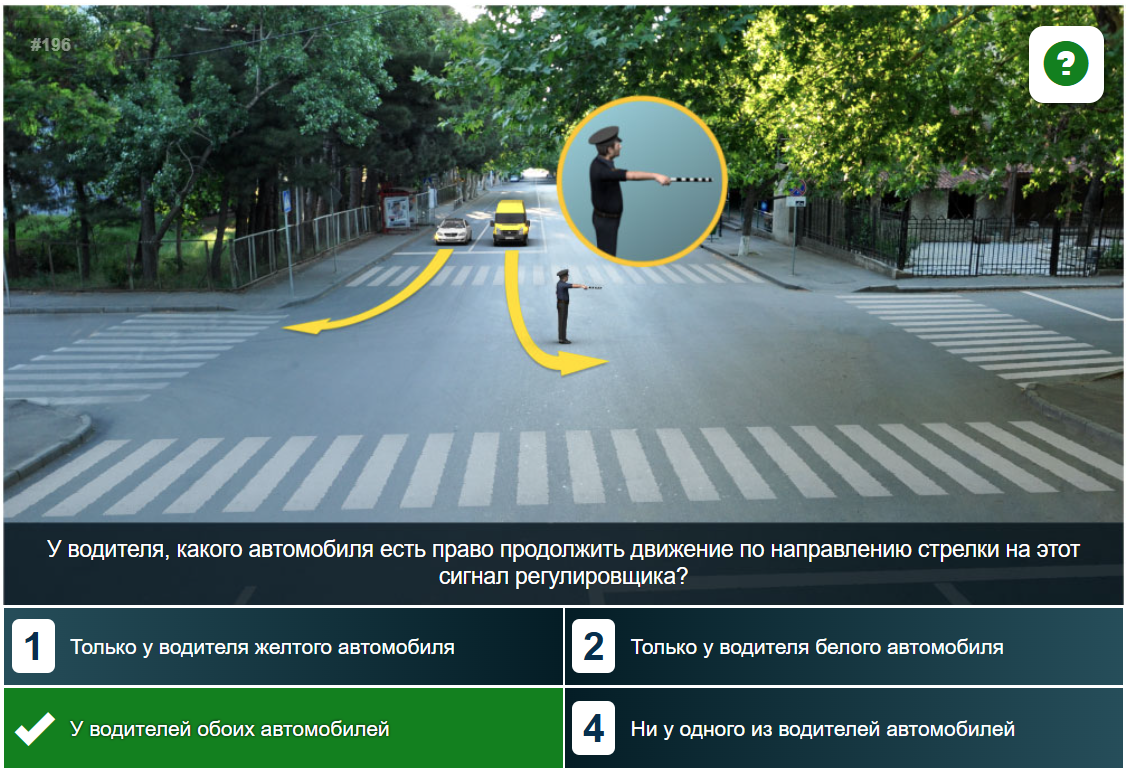 #196
?
У водителя, какого автомобиля есть право продолжить движение по направлению стрелки на этот
сигнал регулировщика?
1 Только у водителя желтого автомобиля
2 Только у водителя белого автомобиля
У водителей обоих автомобилей
4 Ни у одного из водителей автомобилей